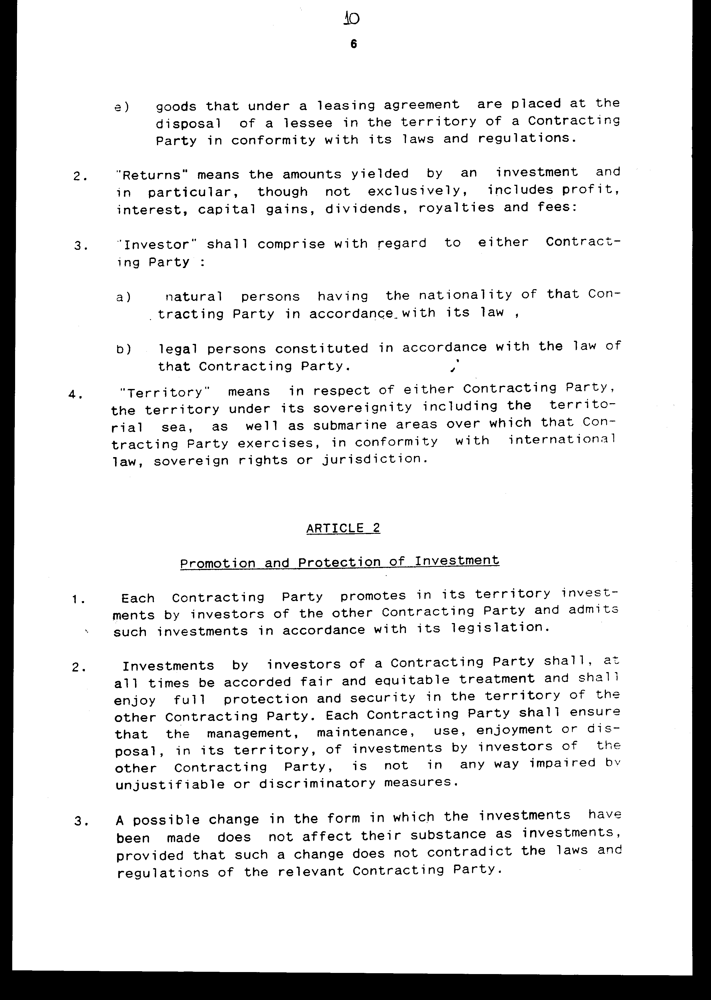 10
6
e) goods that under a leasing agreement are placed at the
disposal of a lessee in the territory of a Contracting
Party in conformity with its laws and regulations.
2. "Returns" means the amounts yielded by an investment and
in particular, though not exclusively, includes profit,
interest, capital gains, dividends, royalties and fees:
3. "Investor" shall comprise with regard to either Contract-
ing Party :
a) natural persons having the nationality of that Con-
tracting Party in accordance with its law ,
b) legal persons constituted in accordance with the law of
that Contracting Party.
4. "Territory" means in respect of either Contracting Party,
the territory under its sovereignity including the territo-
rial sea, as well as submarine areas over which that Con-
tracting Party exercises, in conformity with international
law, sovereign rights or jurisdiction.
ARTICLE 2
Promotion and Protection of Investment
1. Each Contracting Party promotes in its territory invest-
ments by investors of the other Contracting Party and admits
such investments in accordance with its legislation.
2. Investments by investors of a Contracting Party shall, at
all times be accorded fair and equitable treatment and shall
enjoy full protection and security in the territory of the
other Contracting Party. Each Contracting Party shall ensure
that the management, maintenance, use, enjoyment or dis-
posal, in its territory, of investments by investors of the
other Contracting Party, is not in any way impaired by
unjustifiable or discriminatory measures.
3. A possible change in the form in which the investments have
been made does not affect their substance as investments,
provided that such a change does not contradict the laws and
regulations of the relevant Contracting Party.